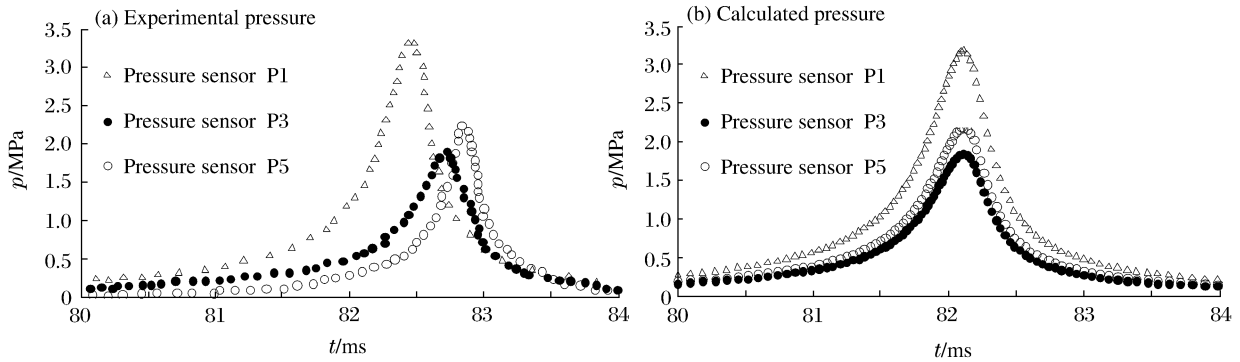 (a) Experimental pressure
3.5
3.0
2.5
2.0
1.5
1.0
0.5
0
p/MPa
Pressure sensor P1
Pressure sensor P3
Pressure sensor P5
80 81 82 83 84
t/ms
(b) Calculated pressure
3.5
3.0
2.5
2.0
1.5
1.0
0.5
0
p/MPa
Pressure sensor P1
Pressure sensor P3
Pressure sensor P5
80 81 82 83 84
t/ms